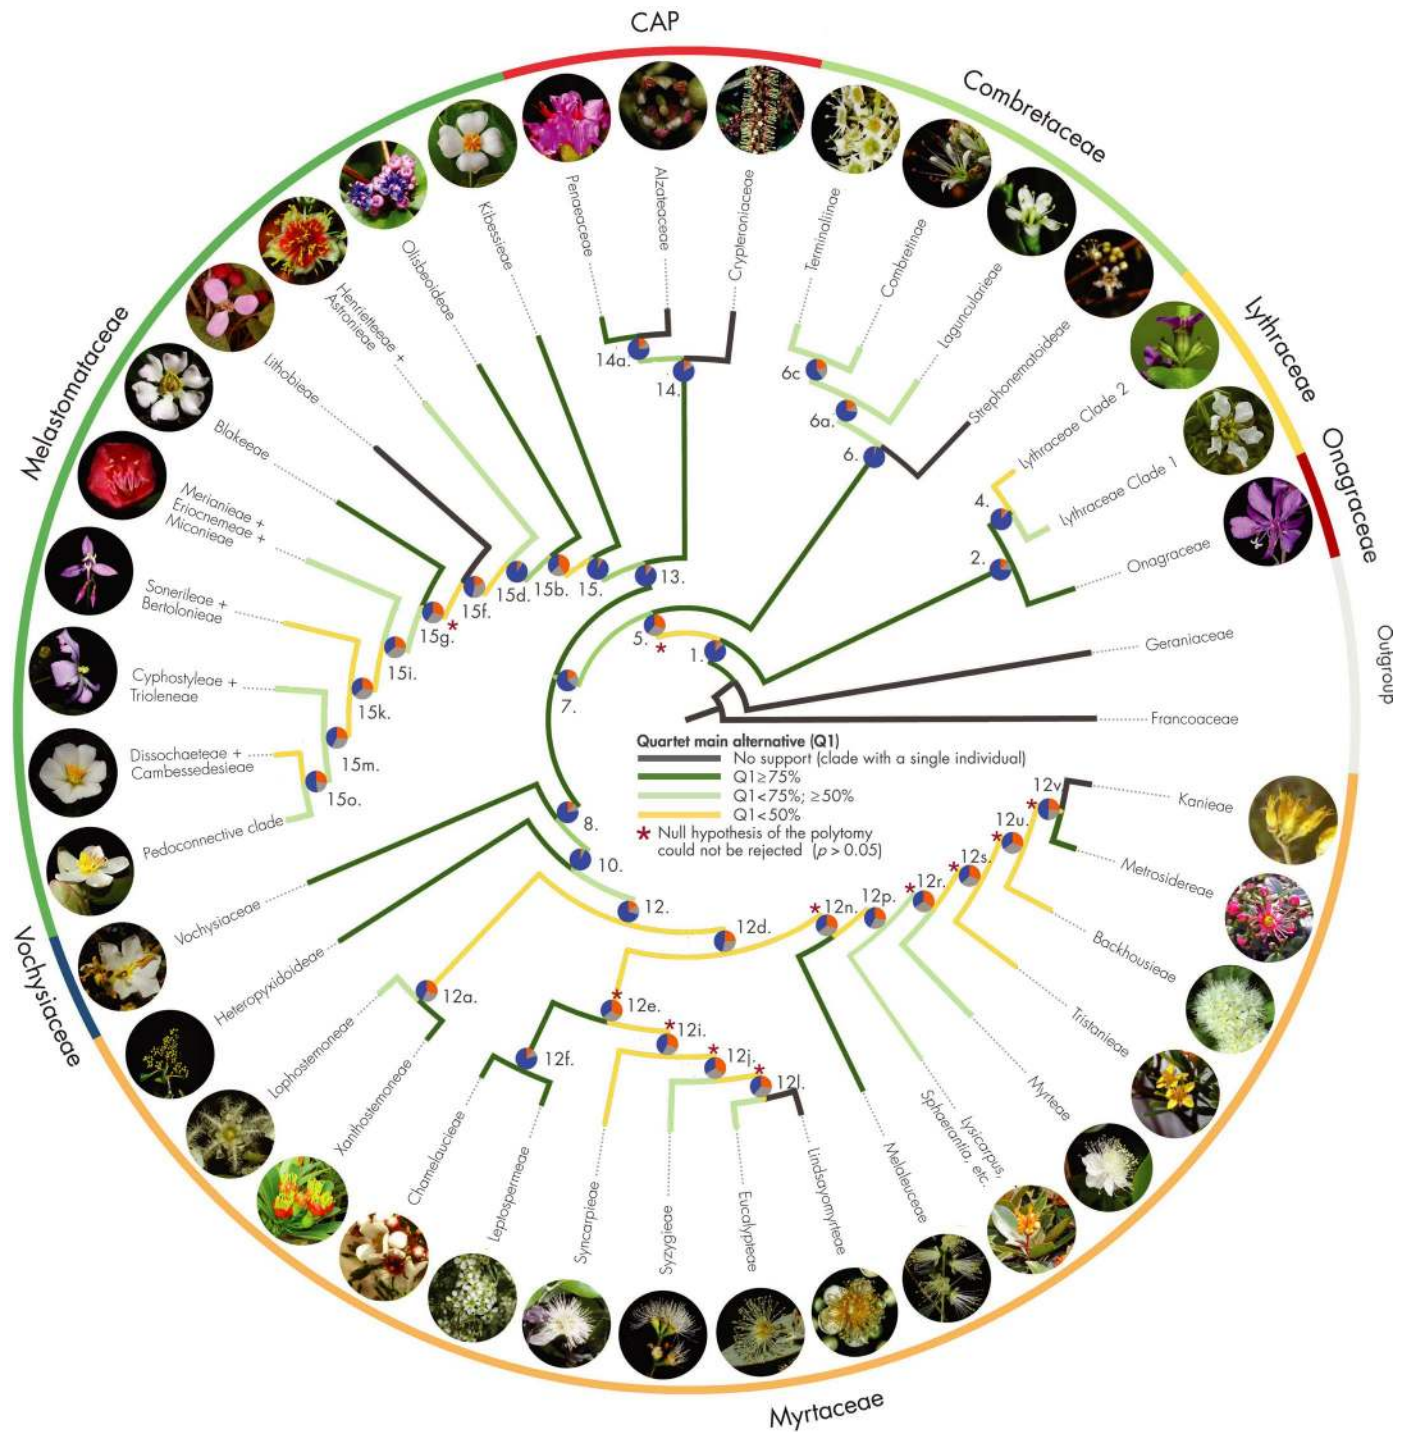 CAP
Combretaceae
Lythraceae
Onagraceae
Outgroup
Melastomataceae
Vochysiaceae
Myrtaceae
Kibessieae
Olisbeoideae
Henrietteeae +
Astronieae
Lithobieae
Blakeeae
Merianieae +
Eriocnemeae +
Miconieae
Sonerileae +
Bertolonieae
Cyphostyleae +
Trioleneae
Dissochaeteae +
Cambessedesieae
Pedoconnective clade
Penaeaceae
Alzateaceae
Crypteroniaceae
Terminaliinae
Combretinae
Laguncularieae
Strephonematoideae
Lythraceae Clade 2
Lythraceae Clade 1
Onagraceae
Geraniaceae
Francoaceae
14a.
14.
6c
6a.
6.
4.
2.
13.
15.
15b.
15d.
15f.
15g.
*
15i.
15k.
15m.
15o.
5.
*
1.
7.
8.
10.
12.
12d.
Quartet main alternative (Q1)
No support (clade with a single individual)
Q1≥75%
Q1<75%; ≥50%
Q1<50%
* Null hypothesis of the polytomy
could not be rejected (p > 0.05)
* 12v.
* 12u.
* 12s.
* 12r.
12p.
* 12n.
12a.
* 12e.
* 12i.
* 12j.
* 12l.
12f.
Kanieae
Metrosidereae
Backhousieae
Tristanieae
Myrteae
Lysicarpus,
Sphaerantia, etc.
Melaleuceae
Lindsayomyrteae
Eucalypteae
Syzygieae
Syncarpieae
Leptospermeae
Chamelaucieae
Xanthostemoneae
Lophostemoneae
Heteropyxidoideae
Vochysiaceae